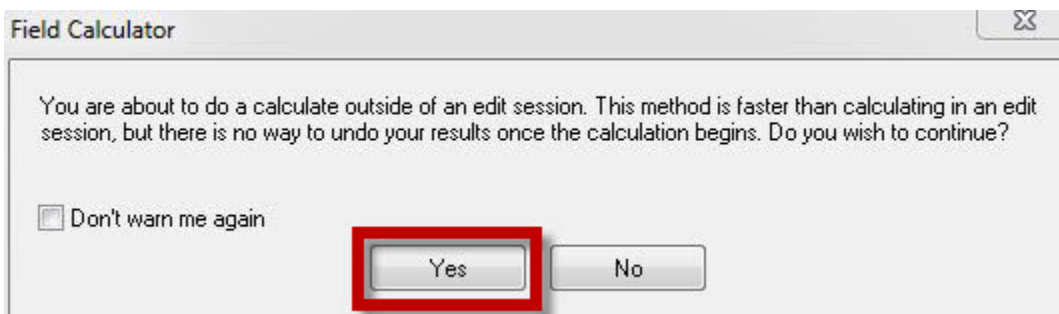 Field Calculator
You are about to do a calculate outside of an edit session. This method is faster than calculating in an edit
session, but there is no way to undo your results once the calculation begins. Do you wish to continue?
Don't warn me again
Yes No